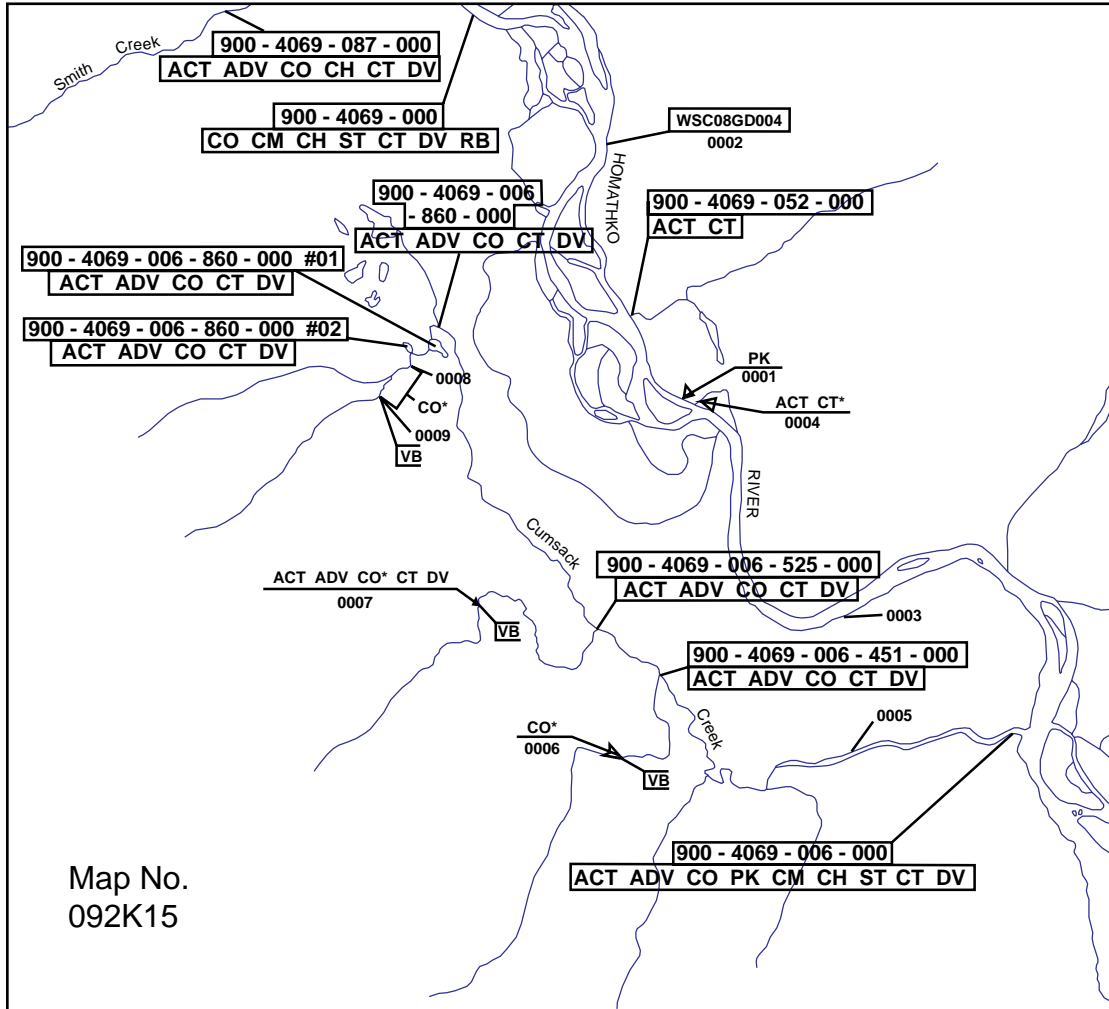 Smith Creek
900 - 4069 - 087 - 000
ACT ADV CO CH CT DV
900 - 4069 - 000
CO CM CH ST CT DV RB
WSC08GD004
0002
HOMATHKO
900 - 4069 - 006
- 860 - 000
ACT ADV CO CT DV
900 - 4069 - 052 - 000
ACT CT
900 - 4069 - 006 - 860 - 000 #01
ACT ADV CO CT DV
900 - 4069 - 006 - 860 - 000 #02
ACT ADV CO CT DV
PK
0001
0008
CO*
ACT CT*
0004
0009
VB
RIVER
Cumsack
900 - 4069 - 006 - 525 - 000
ACT ADV CO CT DV
ACT ADV CO* CT DV
0007
VB
0003
900 - 4069 - 006 - 451 - 000
ACT ADV CO CT DV
Creek
0005
CO*
0006
VB
900 - 4069 - 006 - 000
ACT ADV CO PK CM CH ST CT DV
Map No.
092K15